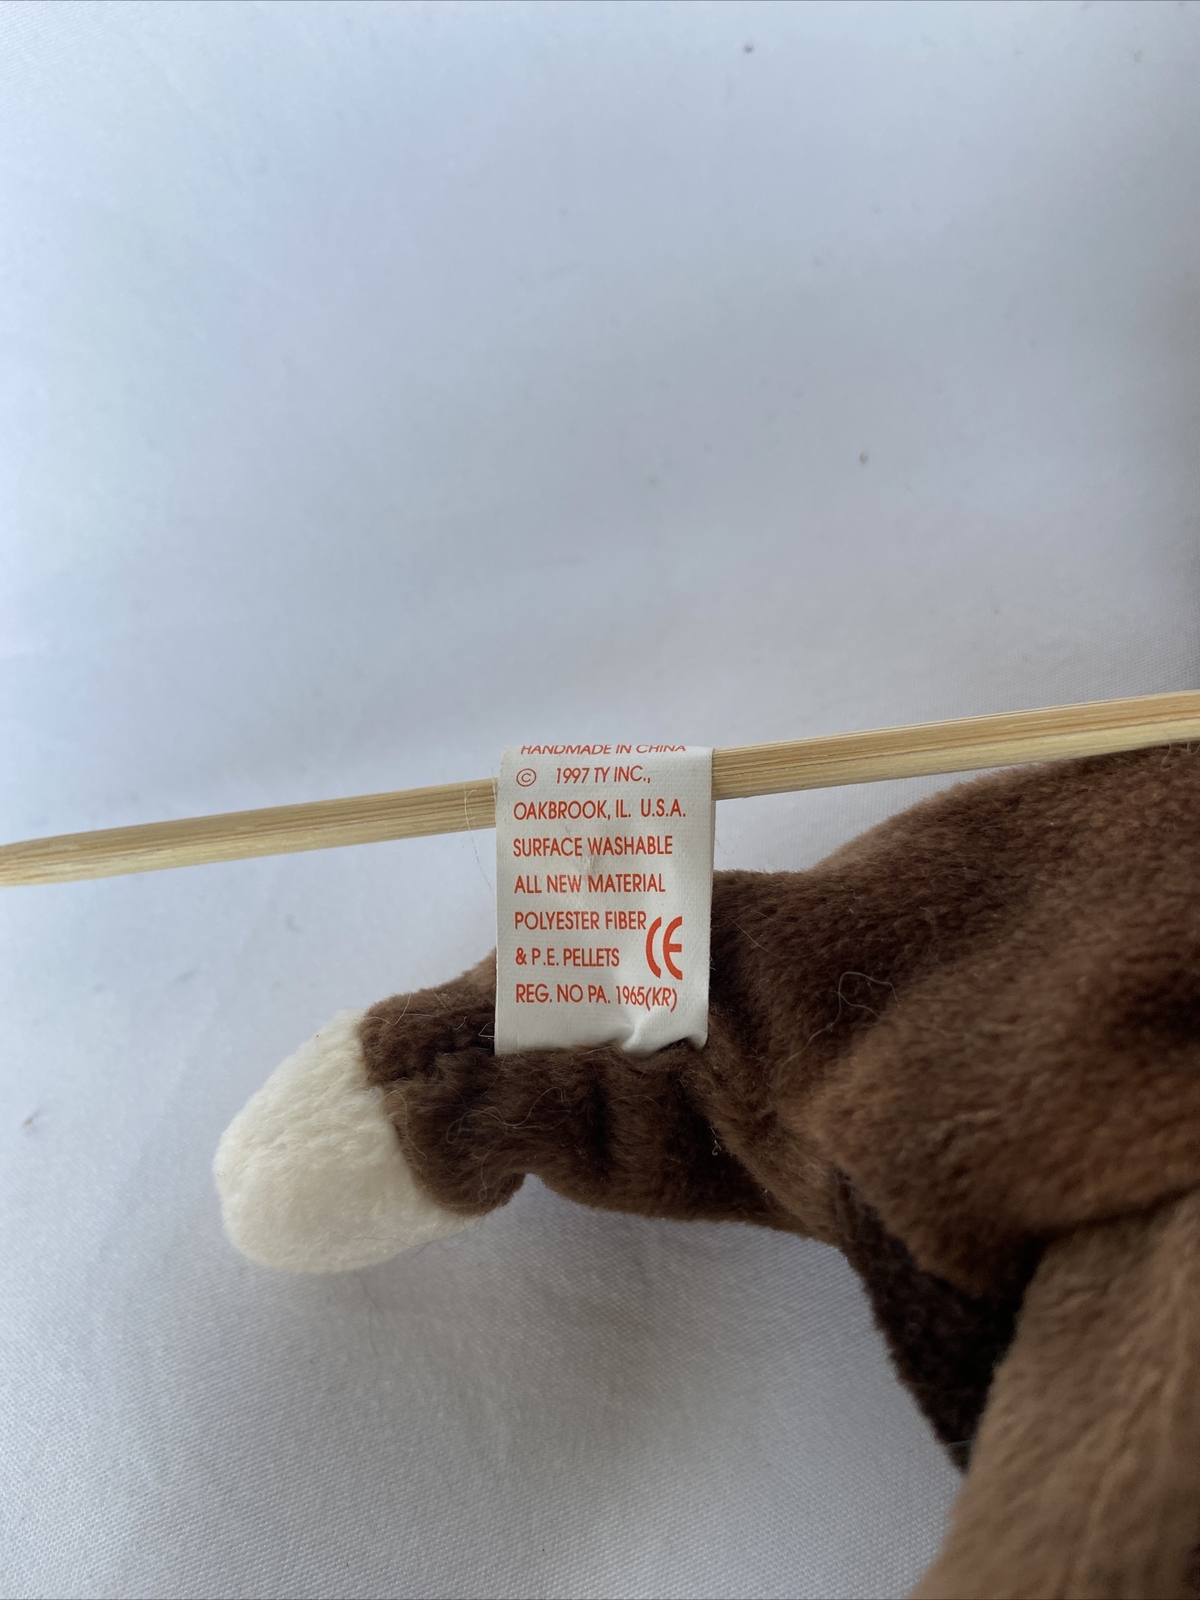 HANDMADE IN CHINA
© 1997 TY INC.,
OAKBROOK, IL. U.S.A.
SURFACE WASHABLE
ALL NEW MATERIAL
POLYESTER FIBER
& P.E. PELLETS CE
REG. NO PA. 1965(KR)